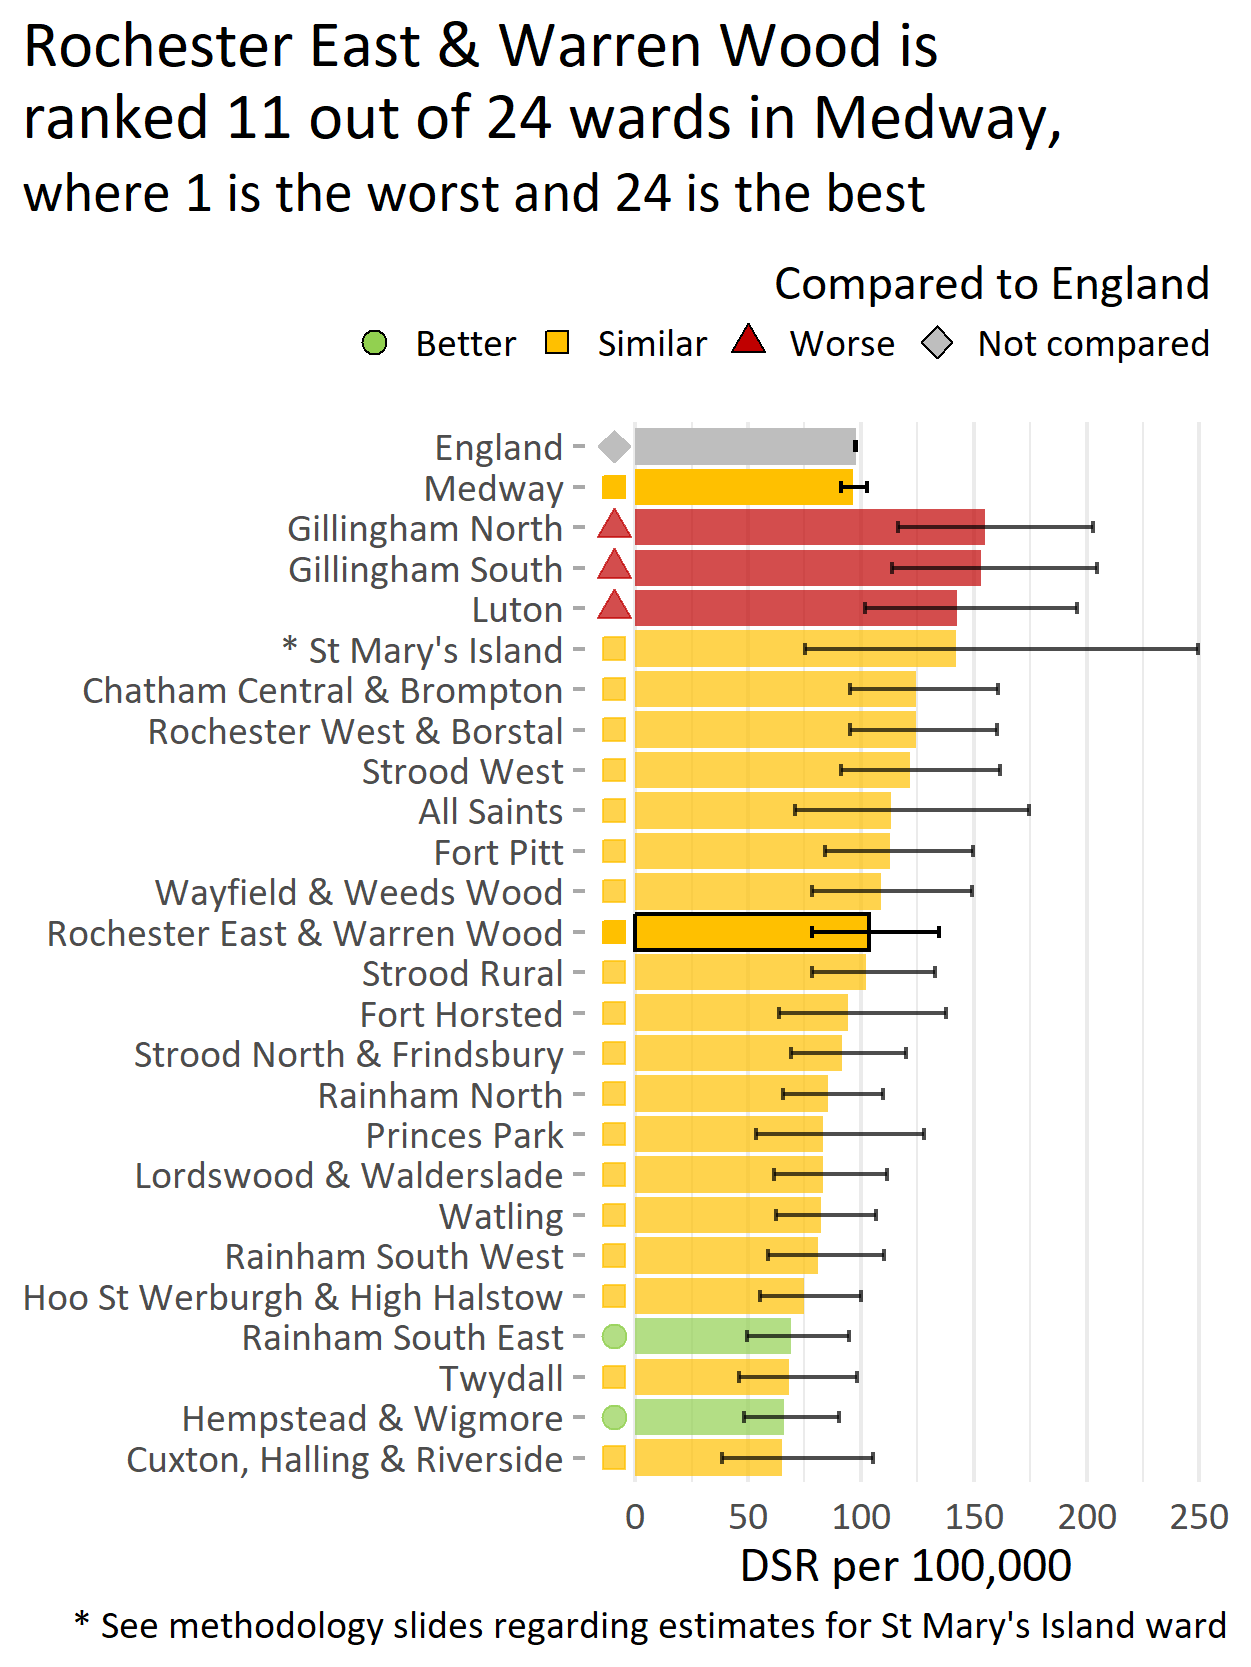 Rochester East & Warren Wood is
ranked 11 out of 24 wards in Medway,
where 1 is the worst and 24 is the best
Compared to England
Better Similar Worse Not compared
England
Medway
Gillingham North
Gillingham South
Luton
* St Mary's Island
Chatham Central & Brompton
Rochester West & Borstal
Strood West
All Saints
Fort Pitt
Wayfield & Weeds Wood
Rochester East & Warren Wood
Strood Rural
Fort Horsted
Strood North & Frindsbury
Rainham North
Princes Park
Lordswood & Walderslade
Watling
Rainham South West
Hoo St Werburgh & High Halstow
Rainham South East
Twydall
Hempstead & Wigmore
Cuxton, Halling & Riverside
0 50 100 150 200 250
DSR per 100,000
* See methodology slides regarding estimates for St Mary's Island ward